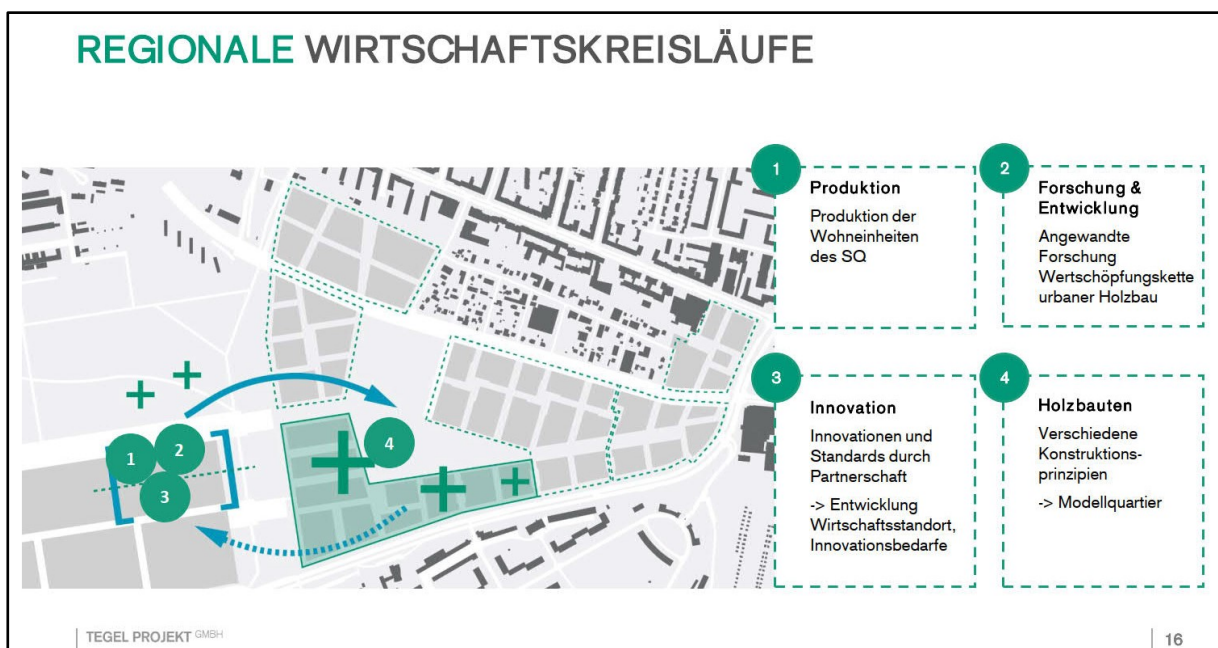 REGIONALE WIRTSCHAFTSKREISLÄUFE
1
2
3
4
1
Produktion
Produktion der
Wohneinheiten
des SQ
2
Forschung &
Entwicklung
Angewandte
Forschung
Wertschöpfungskette
urbaner Holzbau
3
Innovation
Innovationen und
Standards durch
Partnerschaft
-> Entwicklung
Wirtschaftsstandort,
Innovationsbedarfe
4
Holzbauten
Verschiedene
Konstruktions-
prinzipien
-> Modellquartier
TEGEL PROJEKT GMBH
16